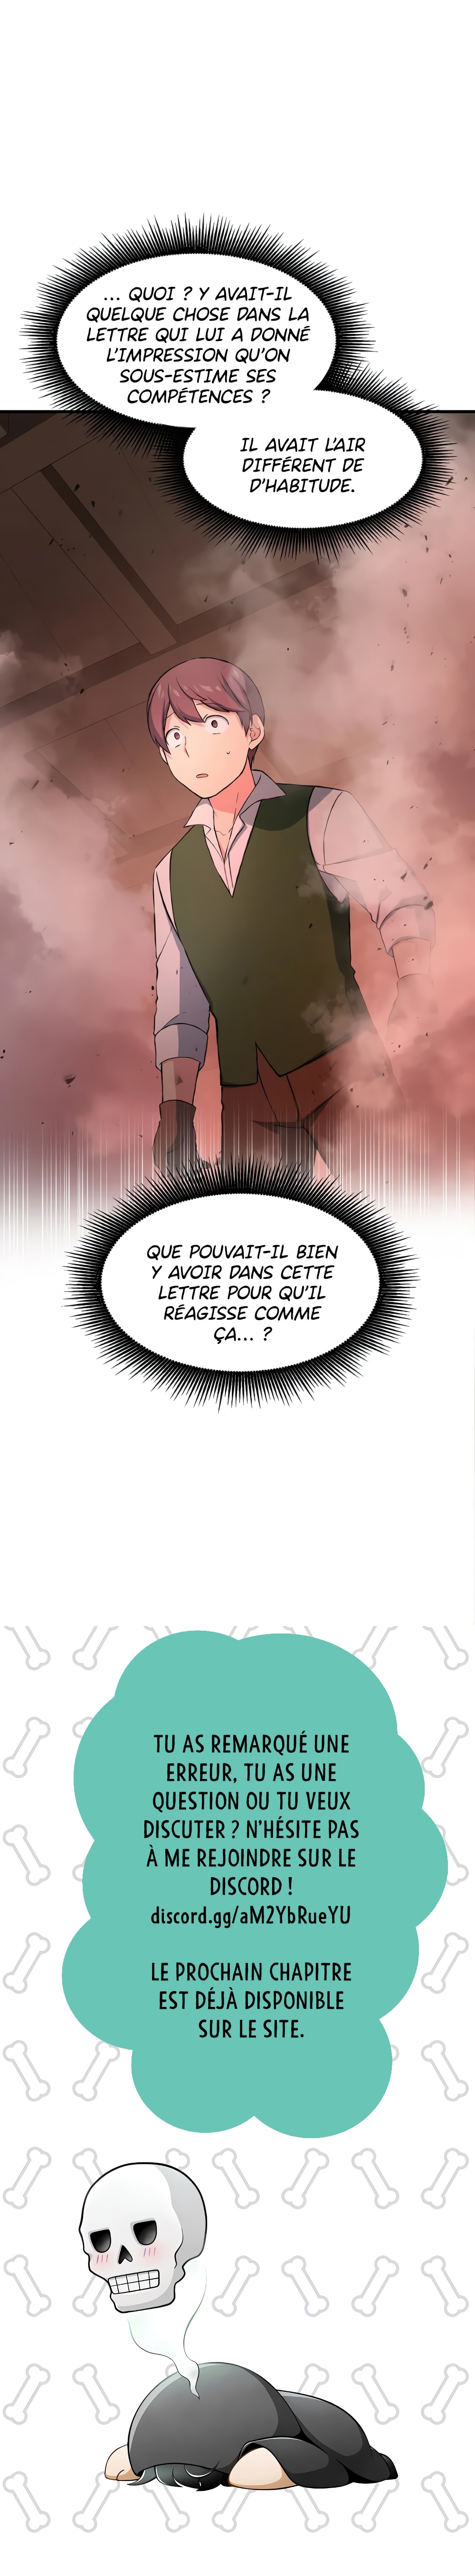 ... QUOI ? Y AVAIT-IL
QUELQUE CHOSE DANS LA
LETTRE QUI LUI A DONNÉ
L'IMPRESSION QU'ON
SOUS-ESTIME SES
COMPÉTENCES ?
IL AVAIT L'AIR
DIFFÉRENT DE
D'HABITUDE.
QUE POUVAIT-IL BIEN
Y AVOIR DANS CETTE
LETTRE POUR QU'IL
RÉAGISSE COMME
ÇA... ?
TU AS REMARQUÉ UNE
ERREUR, TU AS UNE
QUESTION OU TU VEUX
DISCUTER ? N'HÉSITE PAS
À ME REJOINDRE SUR LE
DISCORD !
discord.gg/aM2YbRueYU
LE PROCHAIN CHAPITRE
EST DÉJÀ DISPONIBLE
SUR LE SITE.